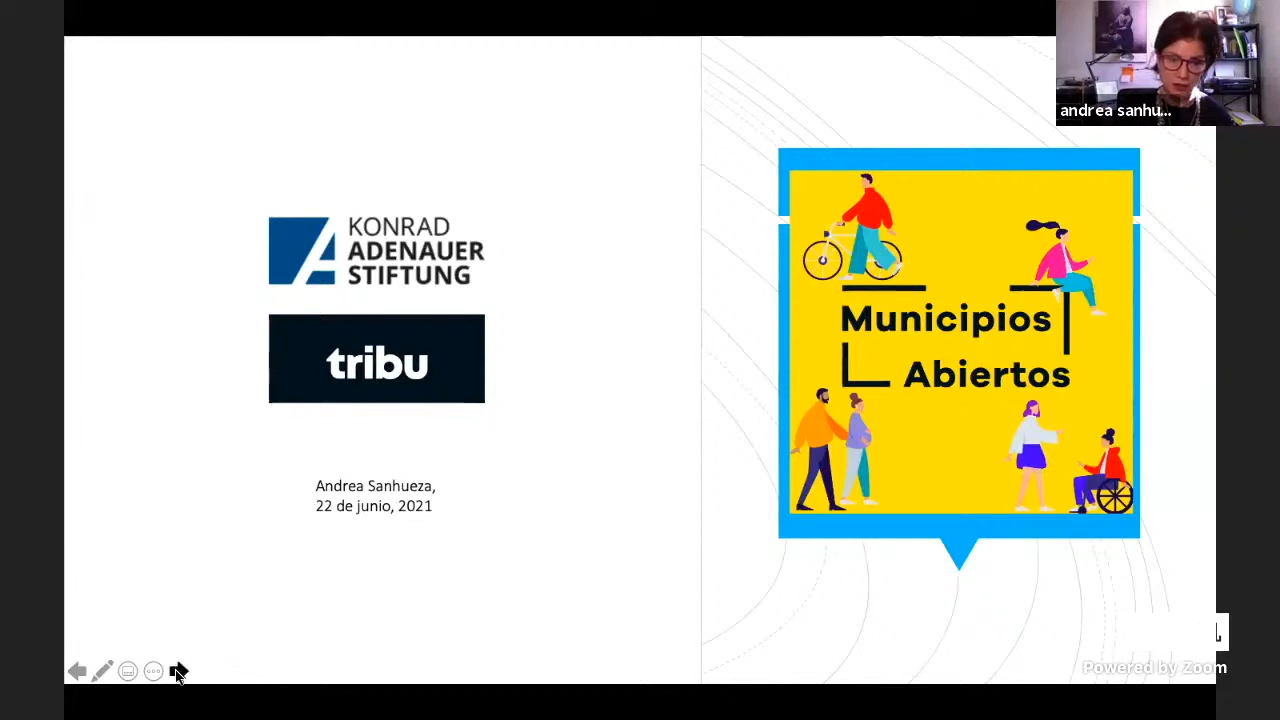 andrea sanhu...
KONRAD
ADENAUER
STIFTUNG
tribu
Andrea Sanhueza,
22 de junio, 2021
Municipios
Abiertos
Powered by Zoom